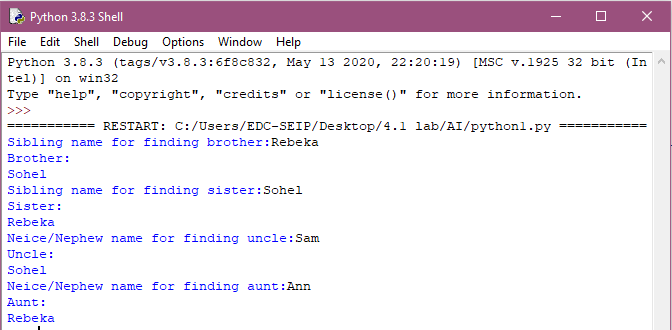 Python 3.8.3 Shell
File Edit Shell Debug Options Window Help
Python 3.8.3 (tags/v3.8.3:6f8c832, May 13 2020, 22:20:19) [MSC v.1925 32 bit (In
tel)] on win32
Type "help", "copyright", "credits" or "license()" for more information.
>>>
=========== RESTART: C:/Users/EDC-SEIP/Desktop/4.1 lab/AI/python1.py ===========
Sibling name for finding brother:Rebeka
Brother:
Sohel
Sibling name for finding sister:Sohel
Sister:
Rebeka
Neice/Nephew name for finding uncle:Sam
Uncle:
Sohel
Neice/Nephew name for finding aunt:Ann
Aunt:
Rebeka